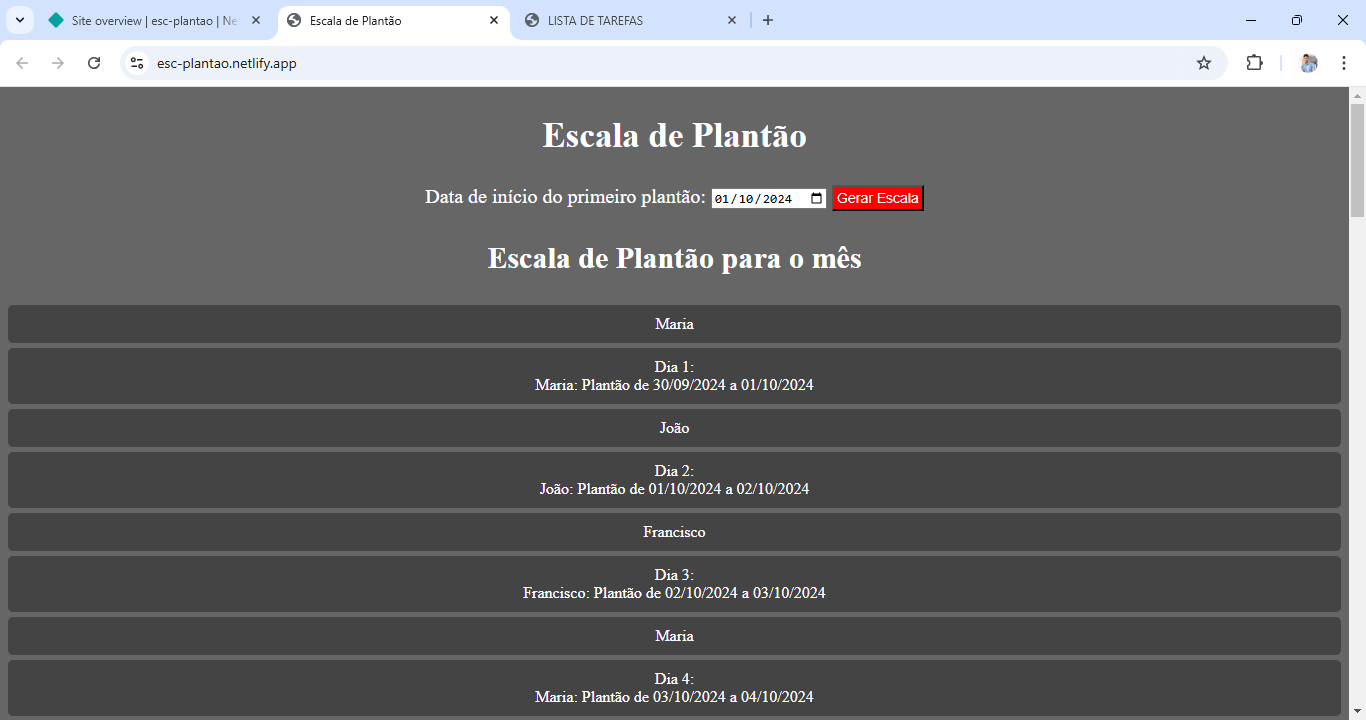 Site overview | esc-plantao | Ne
Escala de Plantão
LISTA DE TAREFAS
esc-plantao.netlify.app
Escala de Plantão
Data de início do primeiro plantão: 01/10/2024 Gerar Escala
Escala de Plantão para o mês
Maria
Dia 1:
Maria: Plantão de 30/09/2024 a 01/10/2024
João
Dia 2:
João: Plantão de 01/10/2024 a 02/10/2024
Francisco
Dia 3:
Francisco: Plantão de 02/10/2024 a 03/10/2024
Maria
Dia 4:
Maria: Plantão de 03/10/2024 a 04/10/2024